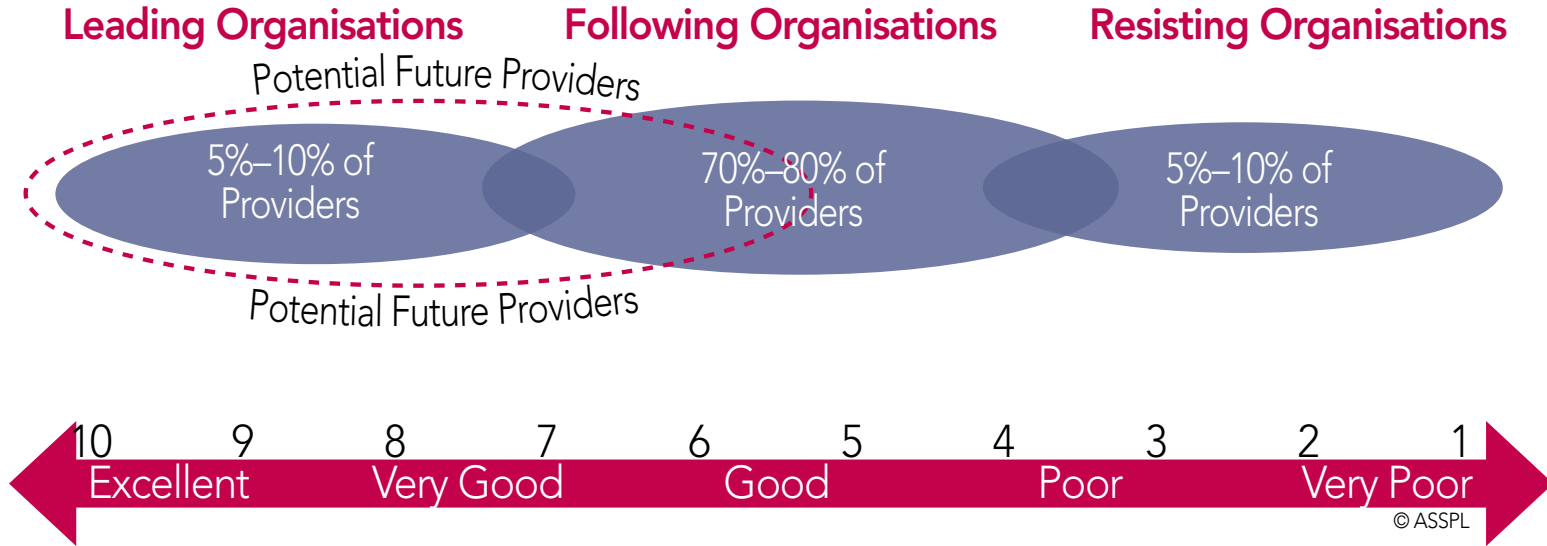 Leading Organisations
Following Organisations
Resisting Organisations
Potential Future Providers
5%–10% of
Providers
70%–80% of
Providers
5%–10% of
Providers
Potential Future Providers
10 9 8 7 6 5 4 3 2 1
Excellent Very Good Good Poor Very Poor
© ASSPL